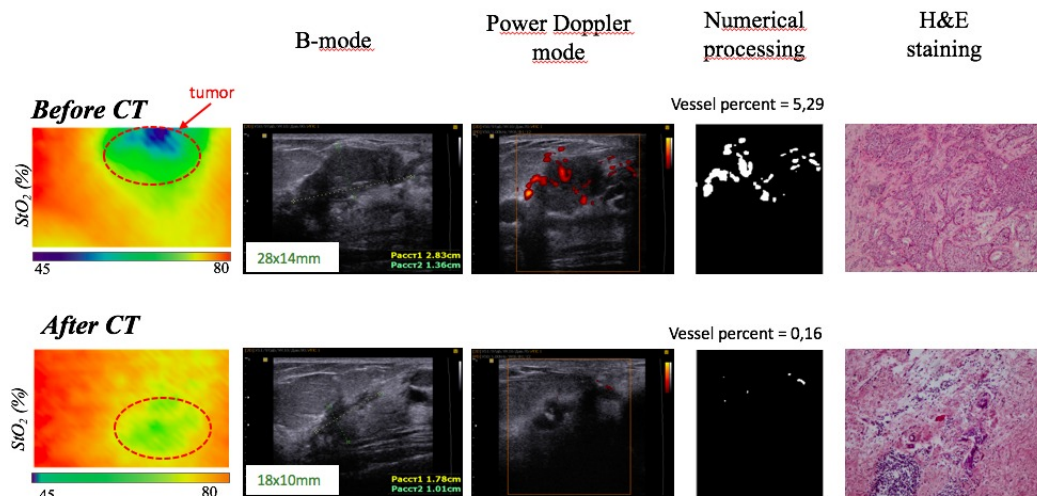 B-mode
Power Doppler
mode
Numerical
processing
H&E
staining
Before CT
tumor
Vessel percent = 5,29
StO₂ (%)
28x14mm
Расст1 2.83cm
Расст2 1.36cm
45
80
After CT
Vessel percent = 0,16
StO₂ (%)
18x10mm
Расст1 1.78cm
Расст2 1.01cm
45
80